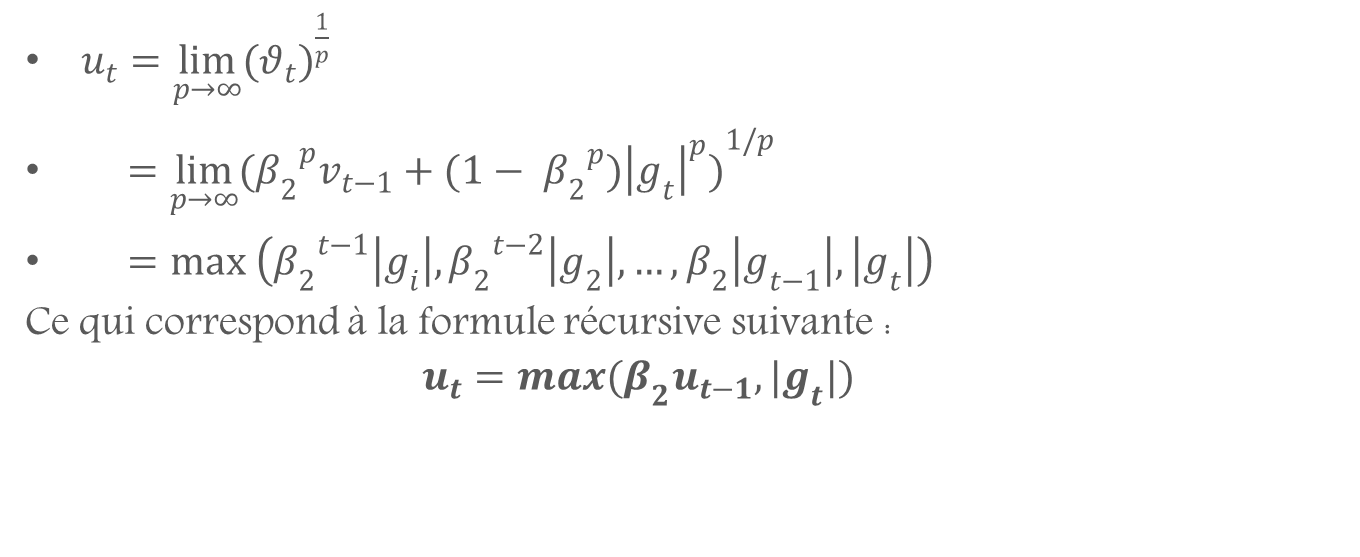 • u_t = lim_{p→∞} (ϑ_t)^{1/p}
• = lim_{p→∞} (β_2^p v_{t−1} + (1 − β_2^p)|g_t|^p)^{1/p}
• = max (β_2^{t−1}|g_i|, β_2^{t−2}|g_2|, … , β_2|g_{t−1}|, |g_t|)
Ce qui correspond à la formule récursive suivante :
u_t = max(β_2 u_{t−1}, |g_t|)